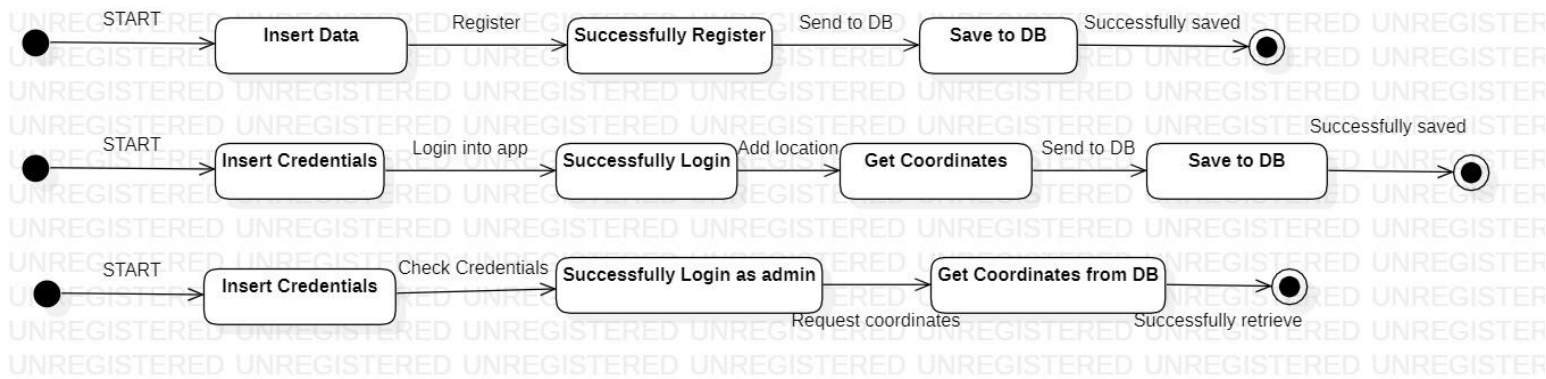 START
Insert Data
Register
Successfully Register
Send to DB
Save to DB
Successfully saved
START
Insert Credentials
Login into app
Successfully Login
Add location
Get Coordinates
Send to DB
Save to DB
Successfully saved
START
Insert Credentials
Check Credentials
Successfully Login as admin
Request coordinates
Get Coordinates from DB
Successfully retrieve
UNREGISTERED